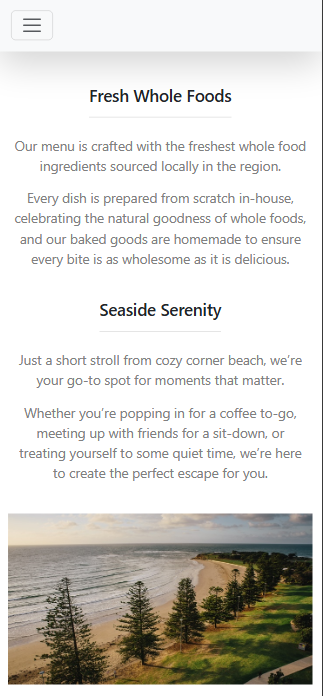 Fresh Whole Foods
Our menu is crafted with the freshest whole food
ingredients sourced locally in the region.
Every dish is prepared from scratch in-house,
celebrating the natural goodness of whole foods,
and our baked goods are homemade to ensure
every bite is as wholesome as it is delicious.
Seaside Serenity
Just a short stroll from cozy corner beach, we’re
your go-to spot for moments that matter.
Whether you’re popping in for a coffee to-go,
meeting up with friends for a sit-down, or
treating yourself to some quiet time, we’re here
to create the perfect escape for you.